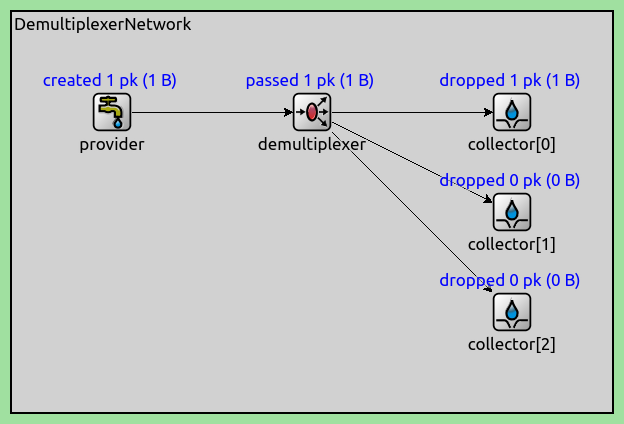 DemultiplexerNetwork
created 1 pk (1 B)
passed 1 pk (1 B)
dropped 1 pk (1 B)
provider
demultiplexer
collector[0]
dropped 0 pk (0 B)
collector[1]
dropped 0 pk (0 B)
collector[2]